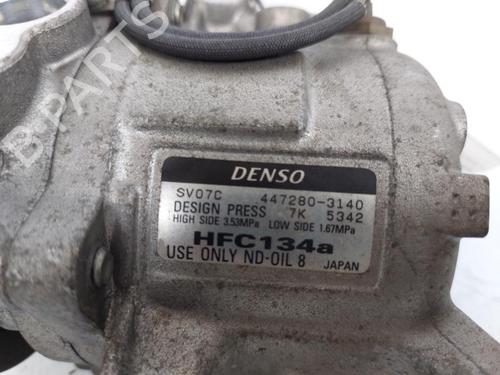 B-PARTS
DENSO
SV07C 447280-3140
DESIGN PRESS 7K 5342
HIGH SIDE 3.53MPa LOW SIDE 1.67MPa
HFC134a
USE ONLY ND-OIL 8 JAPAN